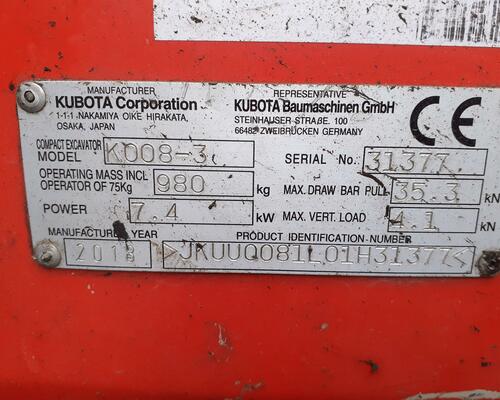 MANUFACTURER
KUBOTA Corporation
1-1-1 .NAKAMIYA OIKE HIRAKATA,
OSAKA, JAPAN
REPRESENTATIVE
KUBOTA Baumaschinen GmbH
STEINHAUSER STRAßE. 100
66482 ZWEIBRÜCKEN GERMANY
CE
COMPACT EXCAVATOR
MODEL K008-3
SERIAL No. 31377
OPERATING MASS INCL
OPERATOR OF 75Kg 980 kg
MAX. DRAW BAR PULL 35.3 kN
POWER 7.4 kW
MAX. VERT. LOAD 4.1 kN
MANUFACTURED YEAR
PRODUCT IDENTIFICATION NUMBER
>JKUUQ081L01H31377<